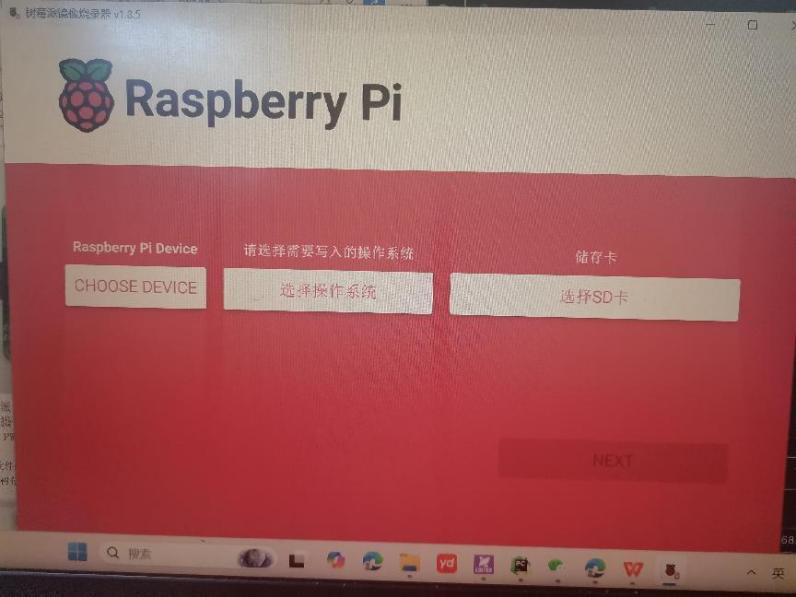 树莓派镜像烧录器 v1.8.5
Raspberry Pi
Raspberry Pi Device
请选择需要写入的操作系统
储存卡
CHOOSE DEVICE
选择操作系统
选择SD卡
NEXT
搜索
yd
PC
英